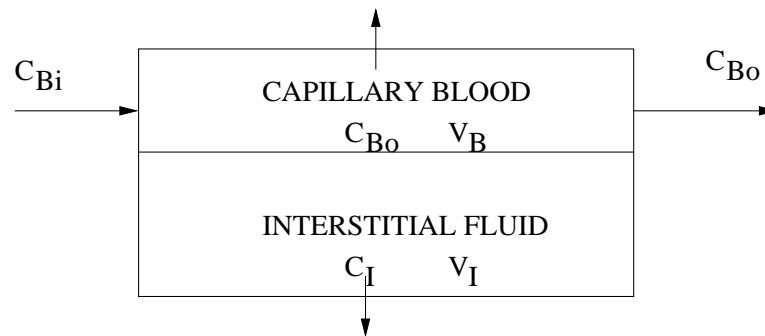 C_Bi
C_Bo
CAPILLARY BLOOD
C_Bo V_B
INTERSTITIAL FLUID
C_I V_I